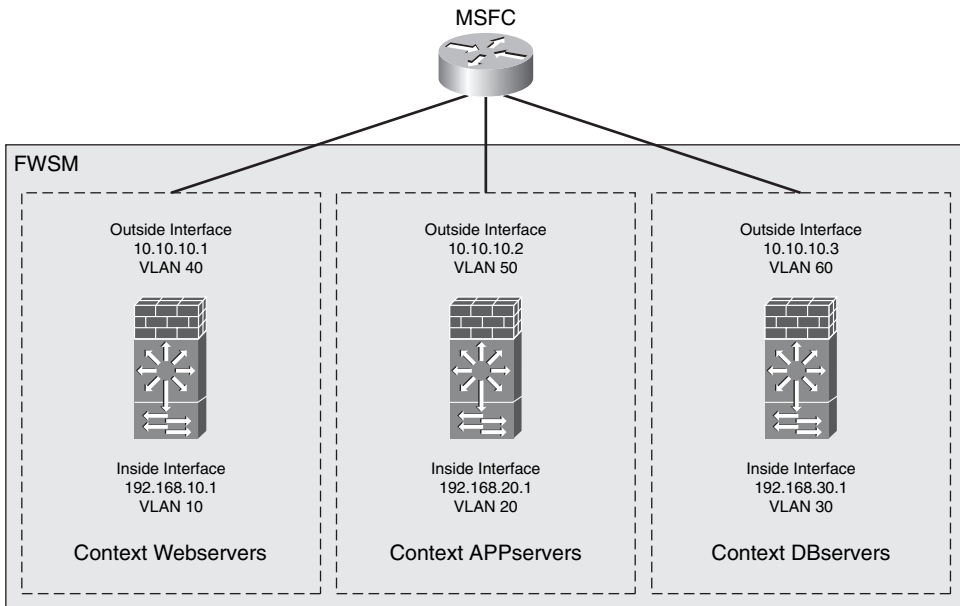 MSFC
FWSM
Outside Interface
10.10.10.1
VLAN 40
Inside Interface
192.168.10.1
VLAN 10
Context Webservers
Outside Interface
10.10.10.2
VLAN 50
Inside Interface
192.168.20.1
VLAN 20
Context APPservers
Outside Interface
10.10.10.3
VLAN 60
Inside Interface
192.168.30.1
VLAN 30
Context DBservers